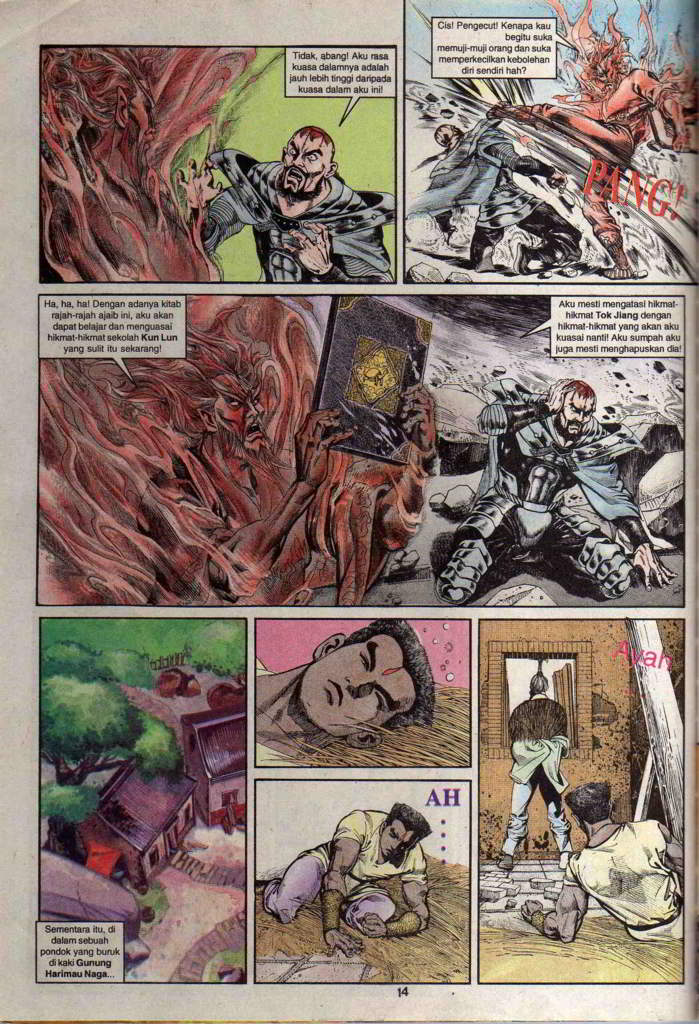 Tidak, abang! Aku rasa
kuasa dalamnya adalah
jauh lebih tinggi daripada
kuasa dalam aku ini!
Cis! Pengecut! Kenapa kau
begitu suka
memuji-muji orang dan suka
memperkecilkan kebolehan
diri sendiri hah?
PANG!
Ha, ha, ha! Dengan adanya kitab
rajah-rajah ajaib ini, aku akan
dapat belajar dan menguasai
hikmat-hikmat sekolah Kun Lun
yang sulit itu sekarang!
Aku mesti mengatasi hikmat-
hikmat Tok Jiang dengan
hikmat-hikmat yang akan aku
kuasai nanti! Aku sumpah aku
juga mesti menghapuskan dia!
Sementara itu, di
dalam sebuah
pondok yang buruk
di kaki Gunung
Harimau Naga...
AH
Ayah
14